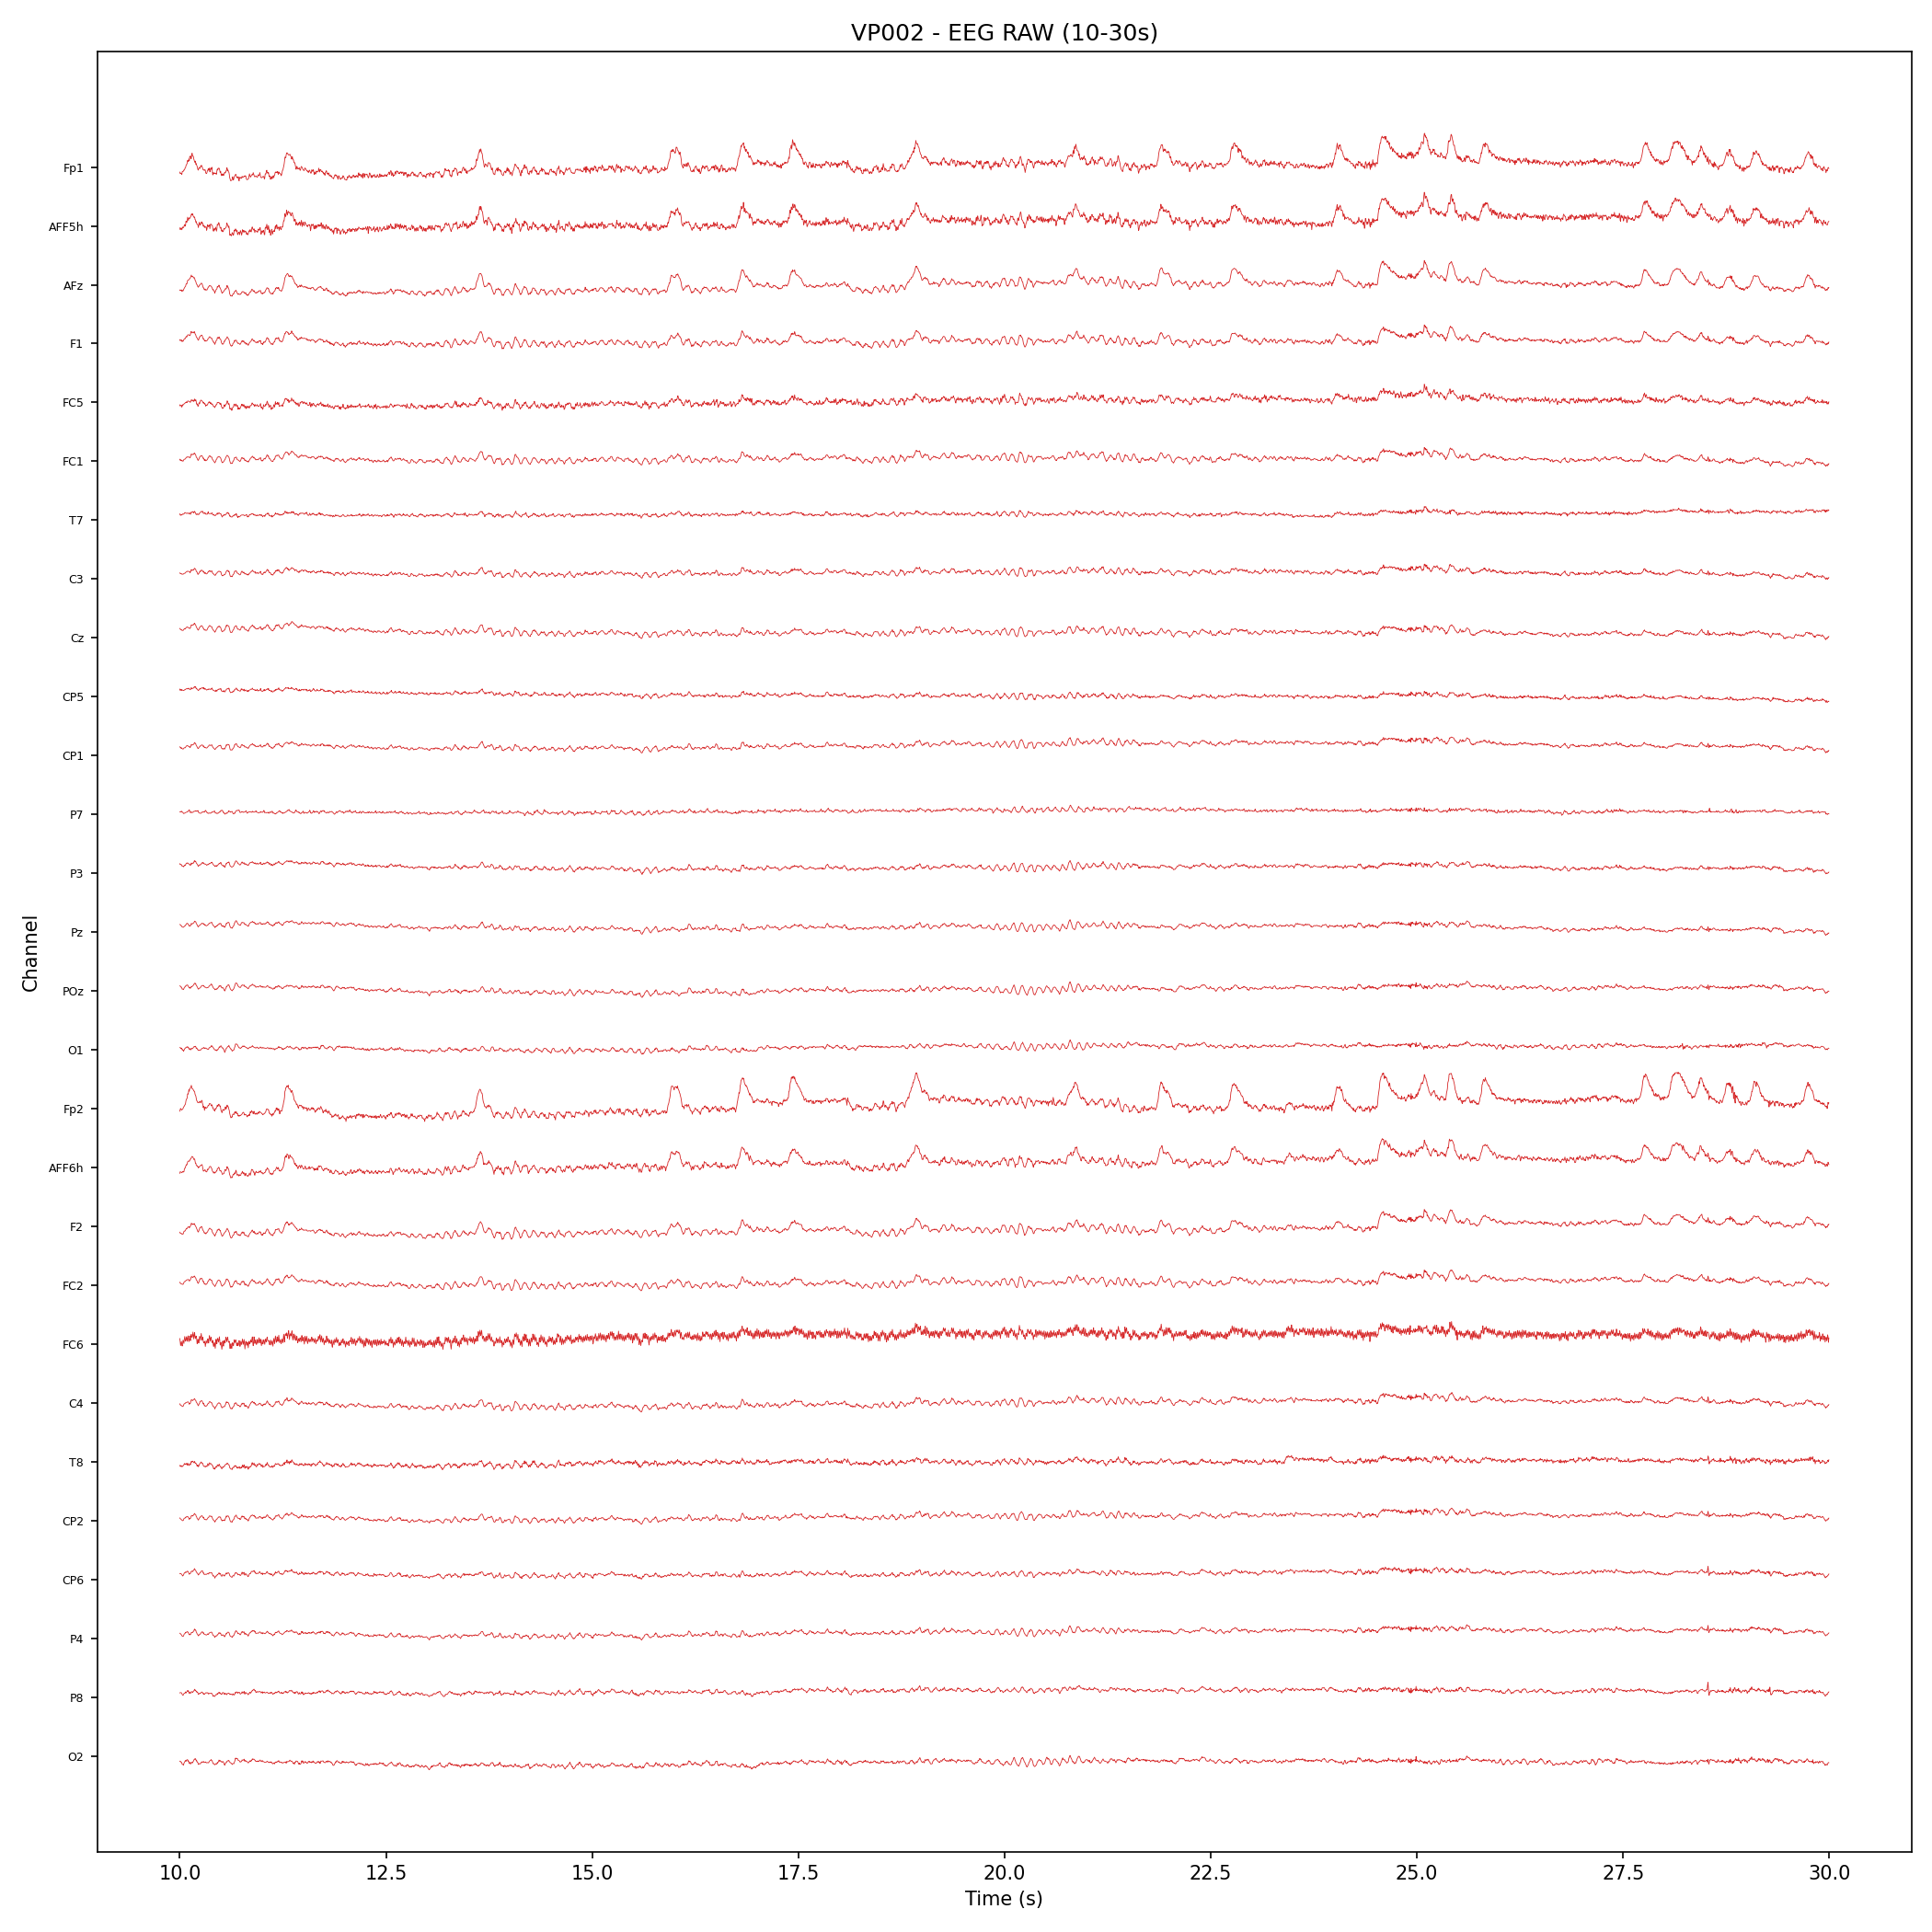 VP002 - EEG RAW (10-30s)
Fp1
AFF5h
AFz
F1
FC5
FC1
T7
C3
Cz
CP5
CP1
P7
P3
Pz
POz
O1
Fp2
AFF6h
F2
FC2
FC6
C4
T8
CP2
CP6
P4
P8
O2
Channel
10.0 12.5 15.0 17.5 20.0 22.5 25.0 27.5 30.0
Time (s)